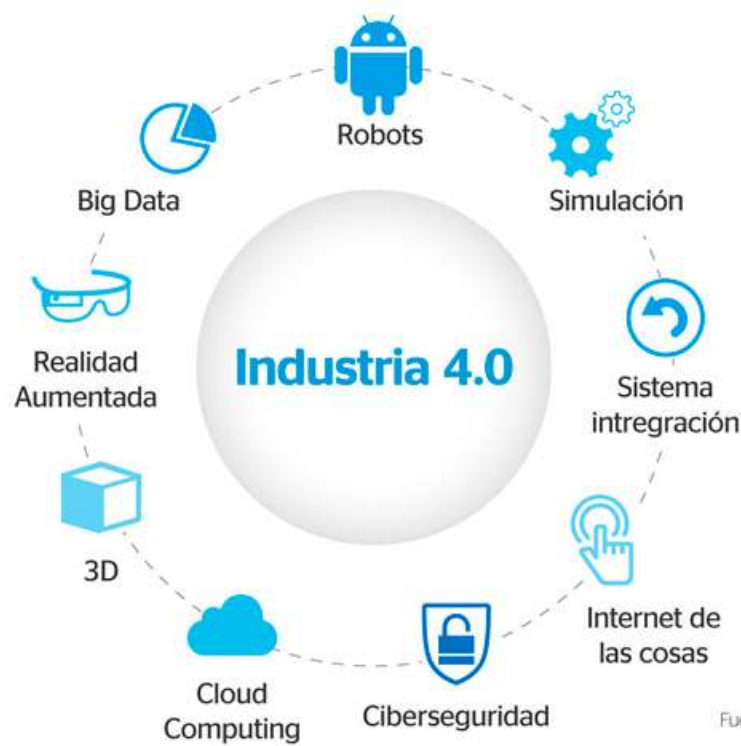 Robots
Simulación
Sistema
intregración
Internet de
las cosas
Ciberseguridad
Cloud
Computing
3D
Realidad
Aumentada
Big Data
Industria 4.0